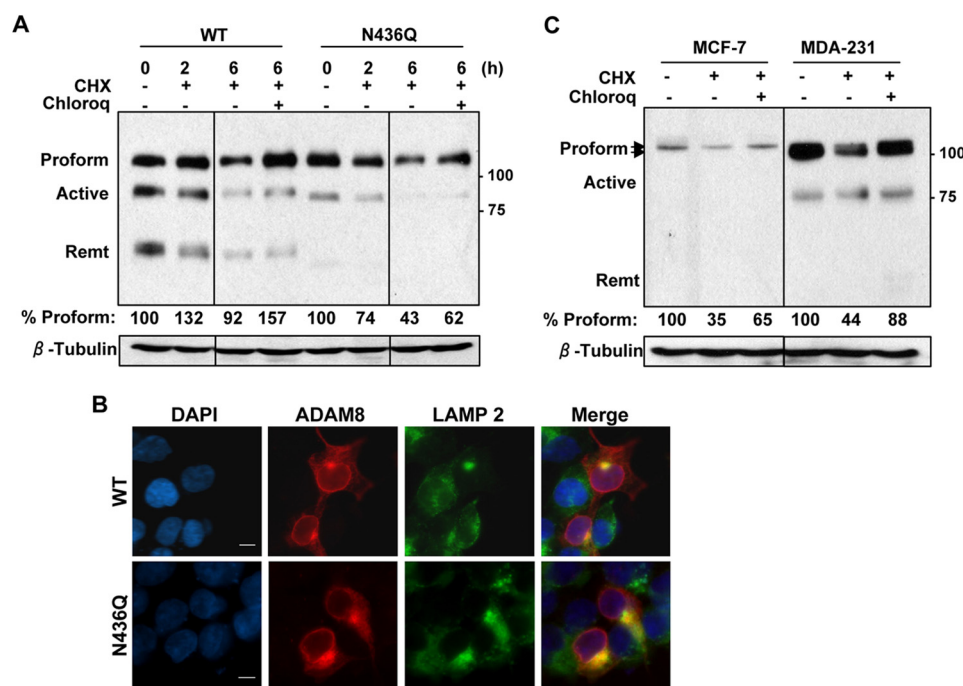 A
WT N436Q
0 2 6 6 0 2 6 6 (h)
CHX - + + + - + + +
Chloroq - - - + - - - +
Proform
Active
Remt
- 100
- 75
% Proform: 100 132 92 157 100 74 43 62
β-Tubulin
C
MCF-7 MDA-231
CHX - + + - + +
Chloroq - - + - - +
Proform
Active
Remt
- 100
- 75
% Proform: 100 35 65 100 44 88
β-Tubulin
B
DAPI ADAM8 LAMP 2 Merge
WT
N436Q